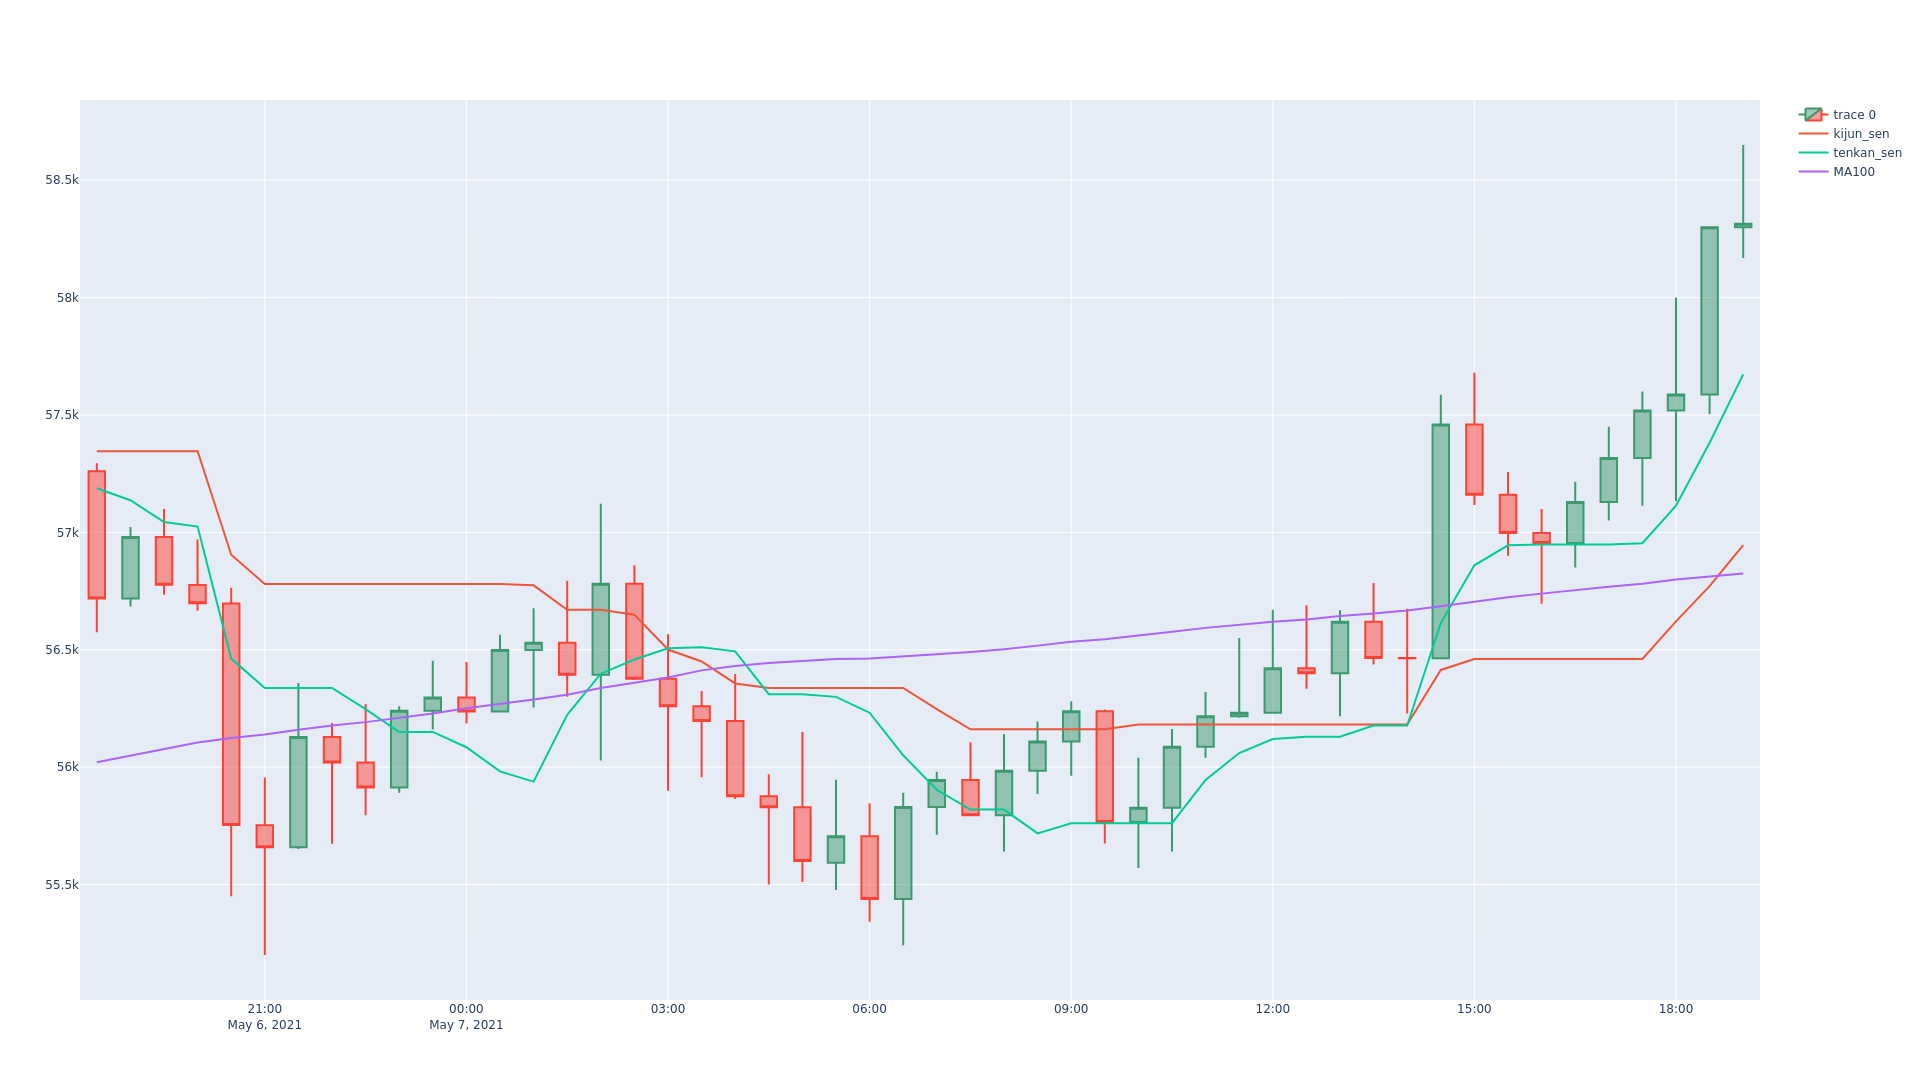 trace 0
kijun_sen
tenkan_sen
MA100
58.5k
58k
57.5k
57k
56.5k
56k
55.5k
21:00 00:00 03:00 06:00 09:00 12:00 15:00 18:00
May 6, 2021 May 7, 2021